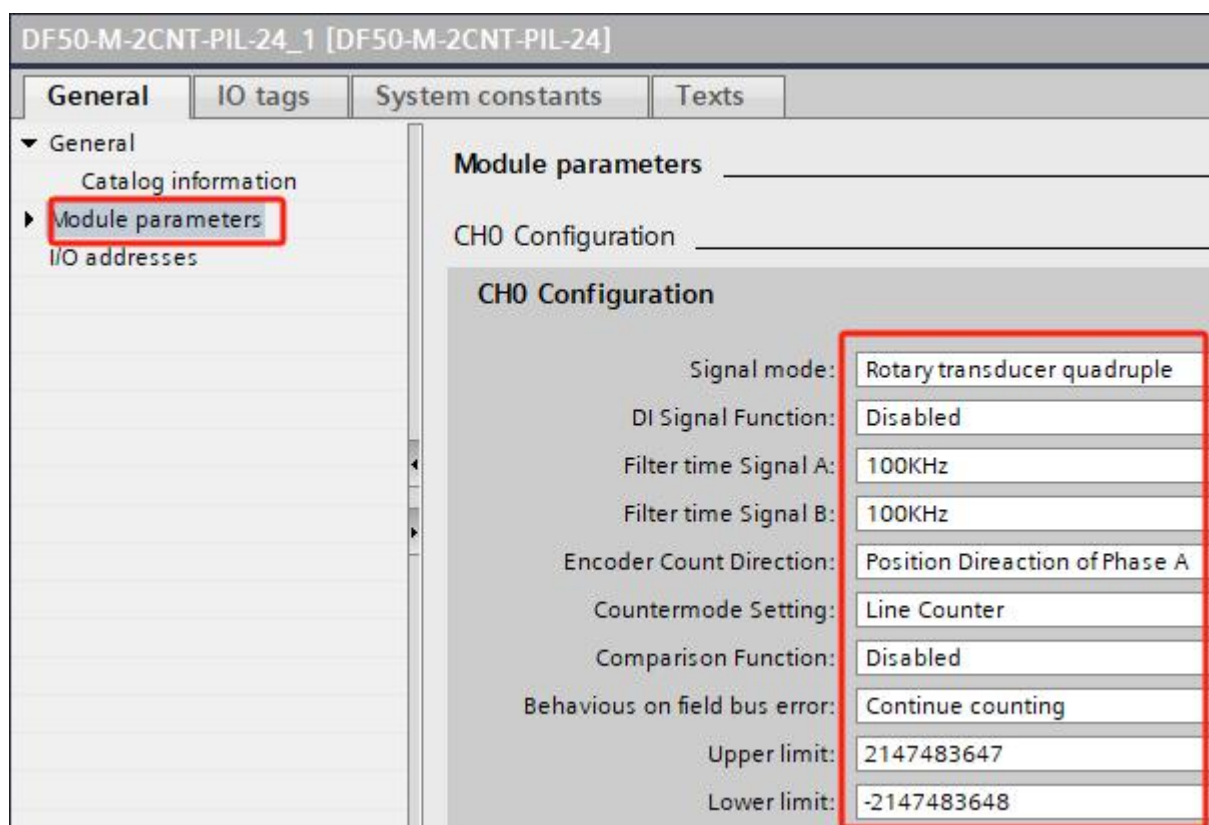 DF50-M-2CNT-PIL-24_1 [DF50-M-2CNT-PIL-24]
General IO tags System constants Texts
General
Catalog information
Module parameters
I/O addresses
Module parameters
CH0 Configuration
CH0 Configuration
Signal mode: Rotary transducer quadruple
DI Signal Function: Disabled
Filter time Signal A: 100KHz
Filter time Signal B: 100KHz
Encoder Count Direction: Position Direaction of Phase A
Countermode Setting: Line Counter
Comparison Function: Disabled
Behavious on field bus error: Continue counting
Upper limit: 2147483647
Lower limit: -2147483648